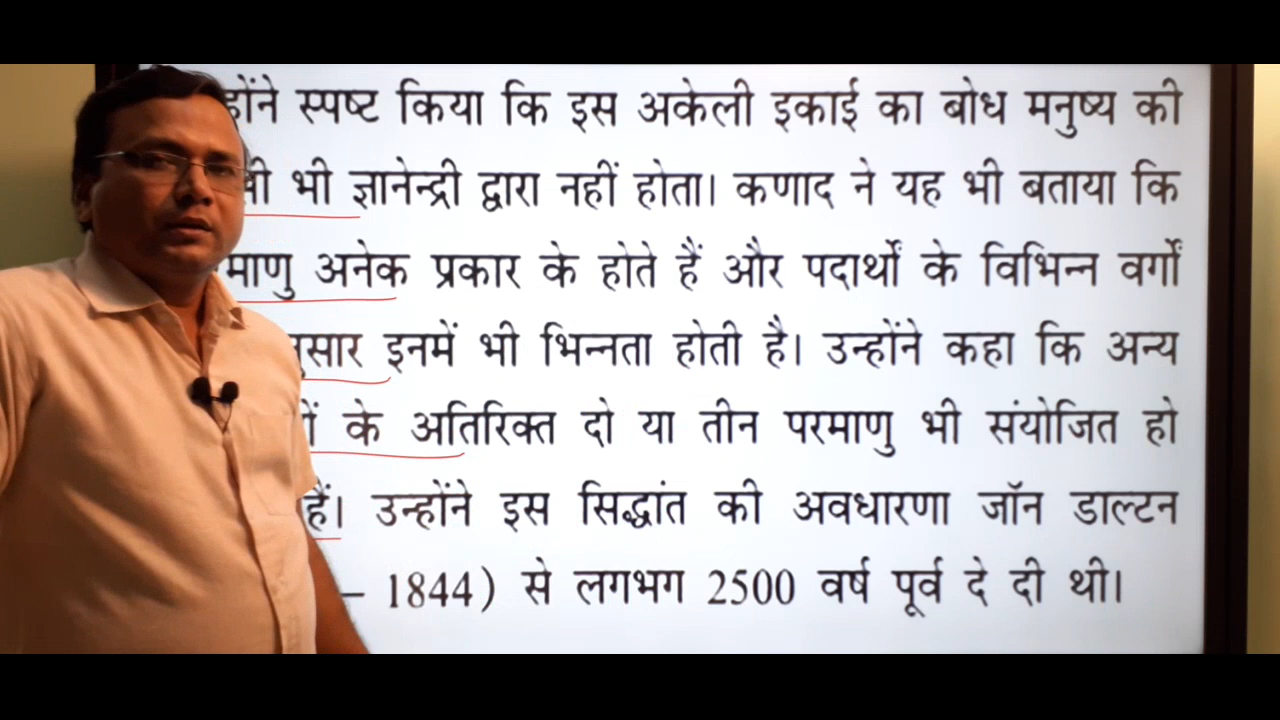 स्पष्ट किया कि इस अकेली इकाई का बोध मनुष्य की
भी ज्ञानेन्द्री द्वारा नहीं होता। कणाद ने यह भी बताया कि
अनेक प्रकार के होते हैं और पदार्थों के विभिन्न वर्गों
इनमें भी भिन्नता होती है। उन्होंने कहा कि अन्य
के अतिरिक्त दो या तीन परमाणु भी संयोजित हो
हैं। उन्होंने इस सिद्धांत की अवधारणा जॉन डाल्टन
– 1844) से लगभग 2500 वर्ष पूर्व दे दी थी।